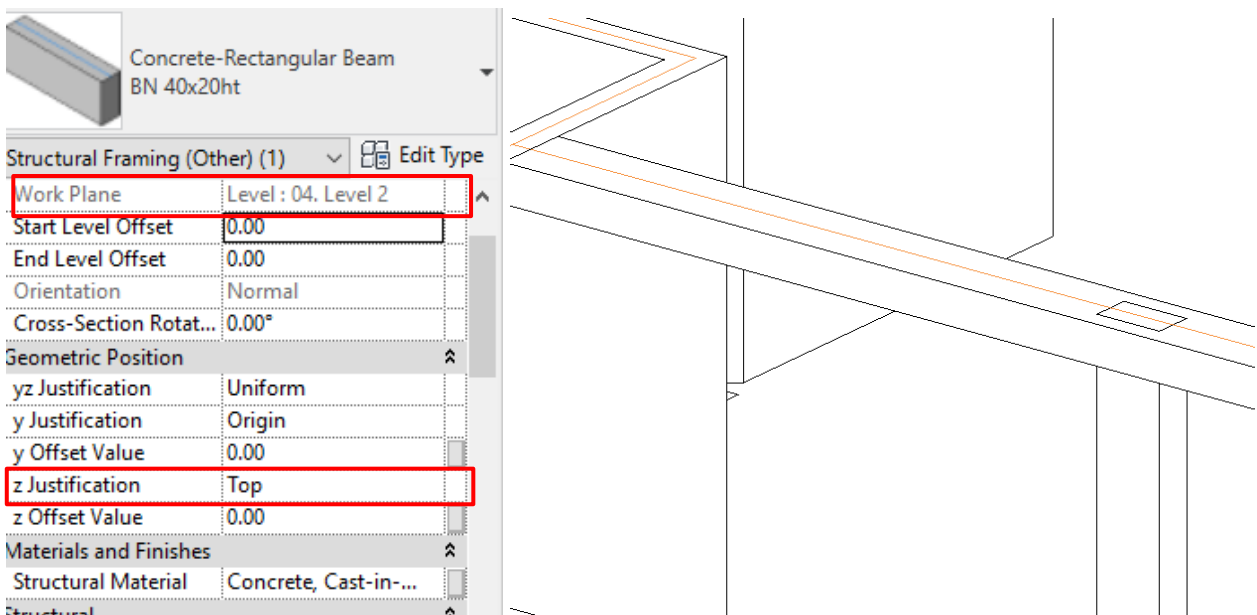 Concrete-Rectangular Beam
BN 40x20ht
Structural Framing (Other) (1)
Edit Type
Work Plane Level : 04. Level 2
Start Level Offset 0.00
End Level Offset 0.00
Orientation Normal
Cross-Section Rotat... 0.00°
Geometric Position
yz Justification Uniform
y Justification Origin
y Offset Value 0.00
z Justification Top
z Offset Value 0.00
Materials and Finishes
Structural Material Concrete, Cast-in-...
Structural